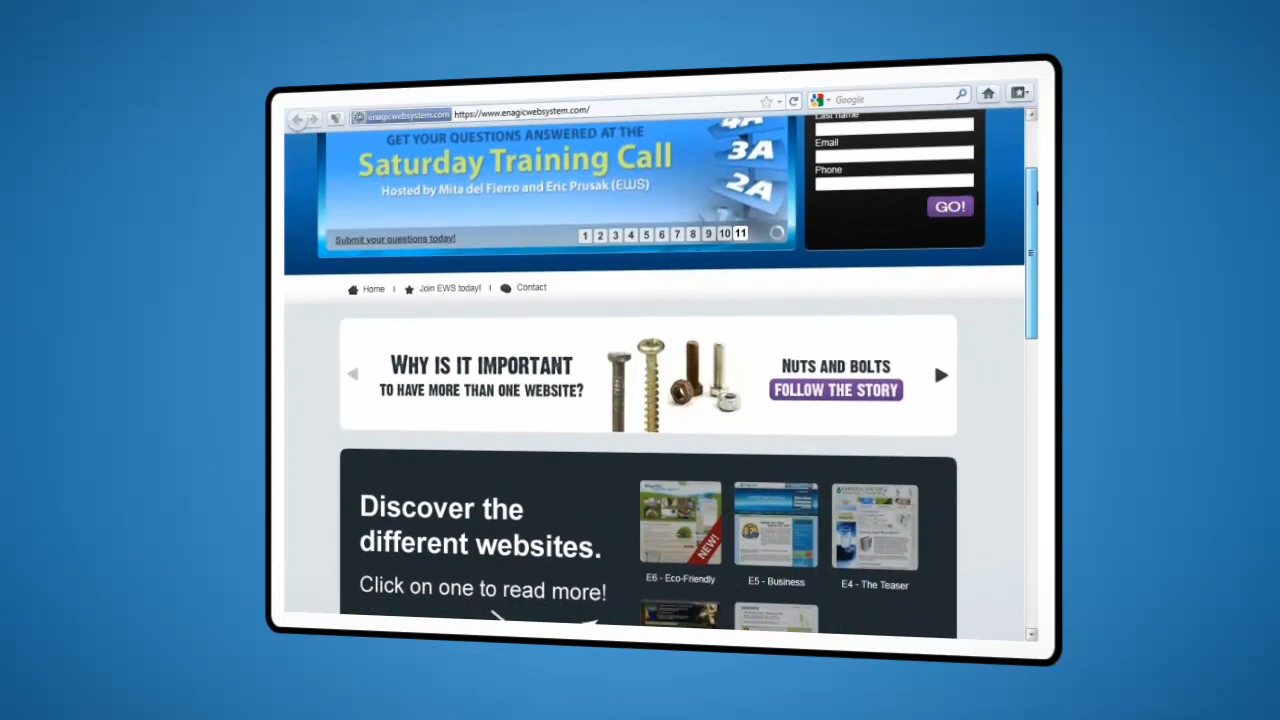 enagicwebsystem.com
https://www.enagicwebsystem.com/
Google
GET YOUR QUESTIONS ANSWERED AT THE
Saturday Training Call
Hosted by Mita del Fierro and Eric Prusak (EWS)
4A
3A
2A
Submit your questions today!
1 2 3 4 5 6 7 8 9 10 11
Last name
Email
Phone
GO!
Home | Join EWS today! | Contact
WHY IS IT IMPORTANT
TO HAVE MORE THAN ONE WEBSITE?
NUTS AND BOLTS
FOLLOW THE STORY
Discover the
different websites.
Click on one to read more!
NEW!
E6 - Eco-Friendly
E5 - Business
E4 - The Teaser